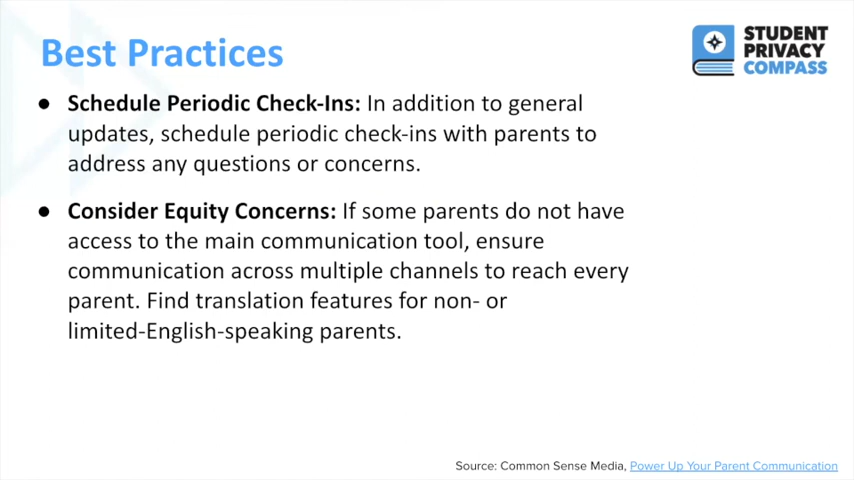 Best Practices
STUDENT
PRIVACY
COMPASS
● Schedule Periodic Check-Ins: In addition to general
updates, schedule periodic check-ins with parents to
address any questions or concerns.
● Consider Equity Concerns: If some parents do not have
access to the main communication tool, ensure
communication across multiple channels to reach every
parent. Find translation features for non- or
limited-English-speaking parents.
Source: Common Sense Media, Power Up Your Parent Communication